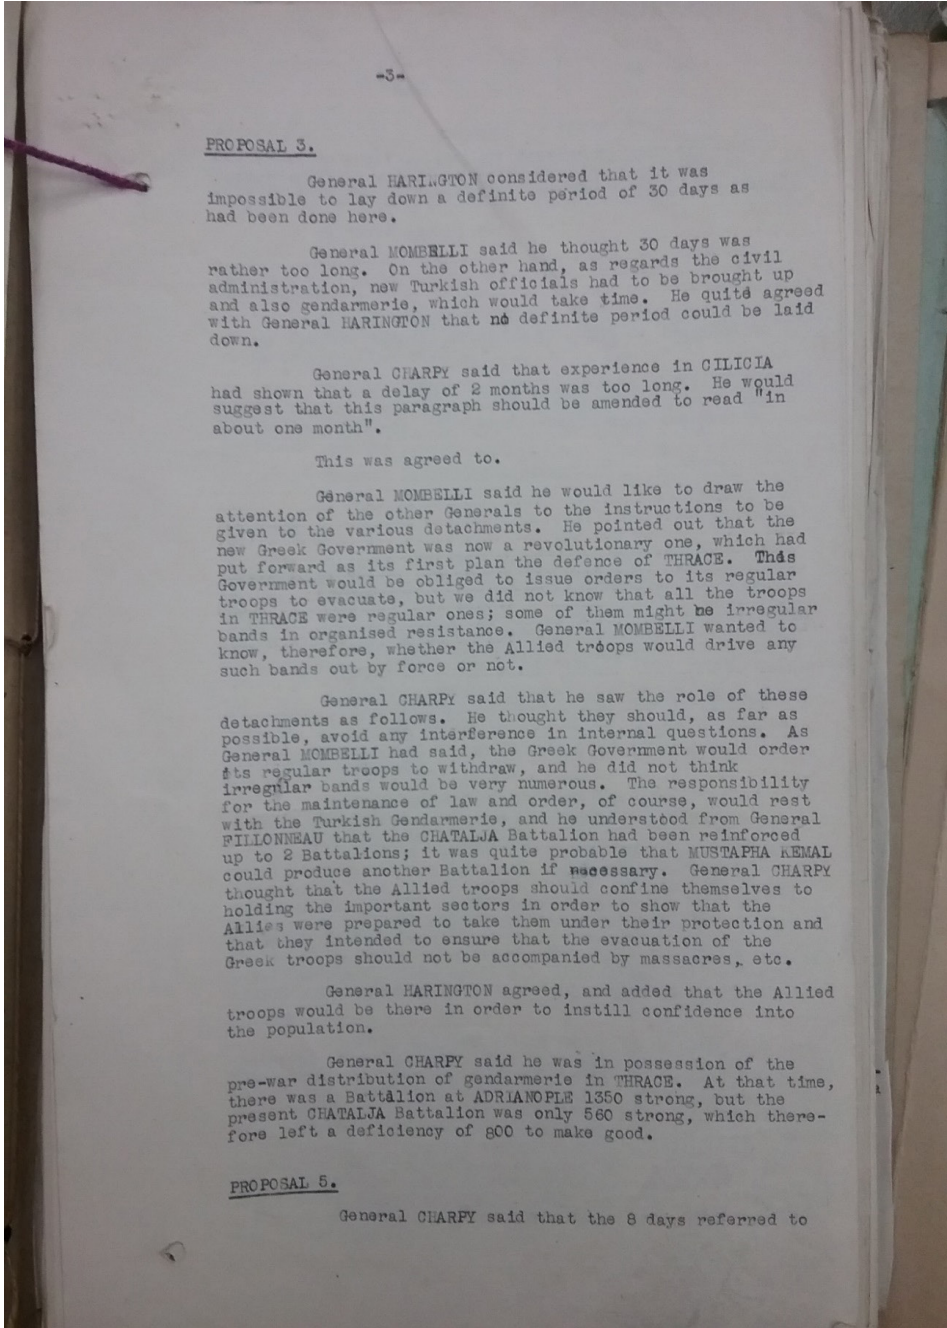 -3-
PROPOSAL 3.
General HARINGTON considered that it was
impossible to lay down a definite period of 30 days as
had been done here.
General MOMBELLI said he thought 30 days was
rather too long. On the other hand, as regards the civil
administration, new Turkish officials had to be brought up
and also gendarmerie, which would take time. He quite agreed
with General HARINGTON that no definite period could be laid
down.
General CHARPY said that experience in CILICIA
had shown that a delay of 2 months was too long. He would
suggest that this paragraph should be amended to read "in
about one month".
This was agreed to.
General MOMBELLI said he would like to draw the
attention of the other Generals to the instructions to be
given to the various detachments. He pointed out that the
new Greek Government was now a revolutionary one, which had
put forward as its first plan the defence of THRACE. This
Government would be obliged to issue orders to its regular
troops to evacuate, but we did not know that all the troops
in THRACE were regular ones; some of them might be irregular
bands in organised resistance. General MOMBELLI wanted to
know, therefore, whether the Allied troops would drive any
such bands out by force or not.
General CHARPY said that he saw the role of these
detachments as follows. He thought they should, as far as
possible, avoid any interference in internal questions. As
General MOMBELLI had said, the Greek Government would order
its regular troops to withdraw, and he did not think
irregular bands would be very numerous. The responsibility
for the maintenance of law and order, of course, would rest
with the Turkish Gendarmerie, and he understood from General
FILLONNEAU that the CHATALJA Battalion had been reinforced
up to 2 Battalions; it was quite probable that MUSTAPHA KEMAL
could produce another Battalion if necessary. General CHARPY
thought that the Allied troops should confine themselves to
holding the important sectors in order to show that the
Allies were prepared to take them under their protection and
that they intended to ensure that the evacuation of the
Greek troops should not be accompanied by massacres, etc.
General HARINGTON agreed, and added that the Allied
troops would be there in order to instill confidence into
the population.
General CHARPY said he was in possession of the
pre-war distribution of gendarmerie in THRACE. At that time,
there was a Battalion at ADRIANOPLE 1350 strong, but the
present CHATALJA Battalion was only 560 strong, which there-
fore left a deficiency of 800 to make good.
PROPOSAL 5.
General CHARPY said that the 8 days referred to